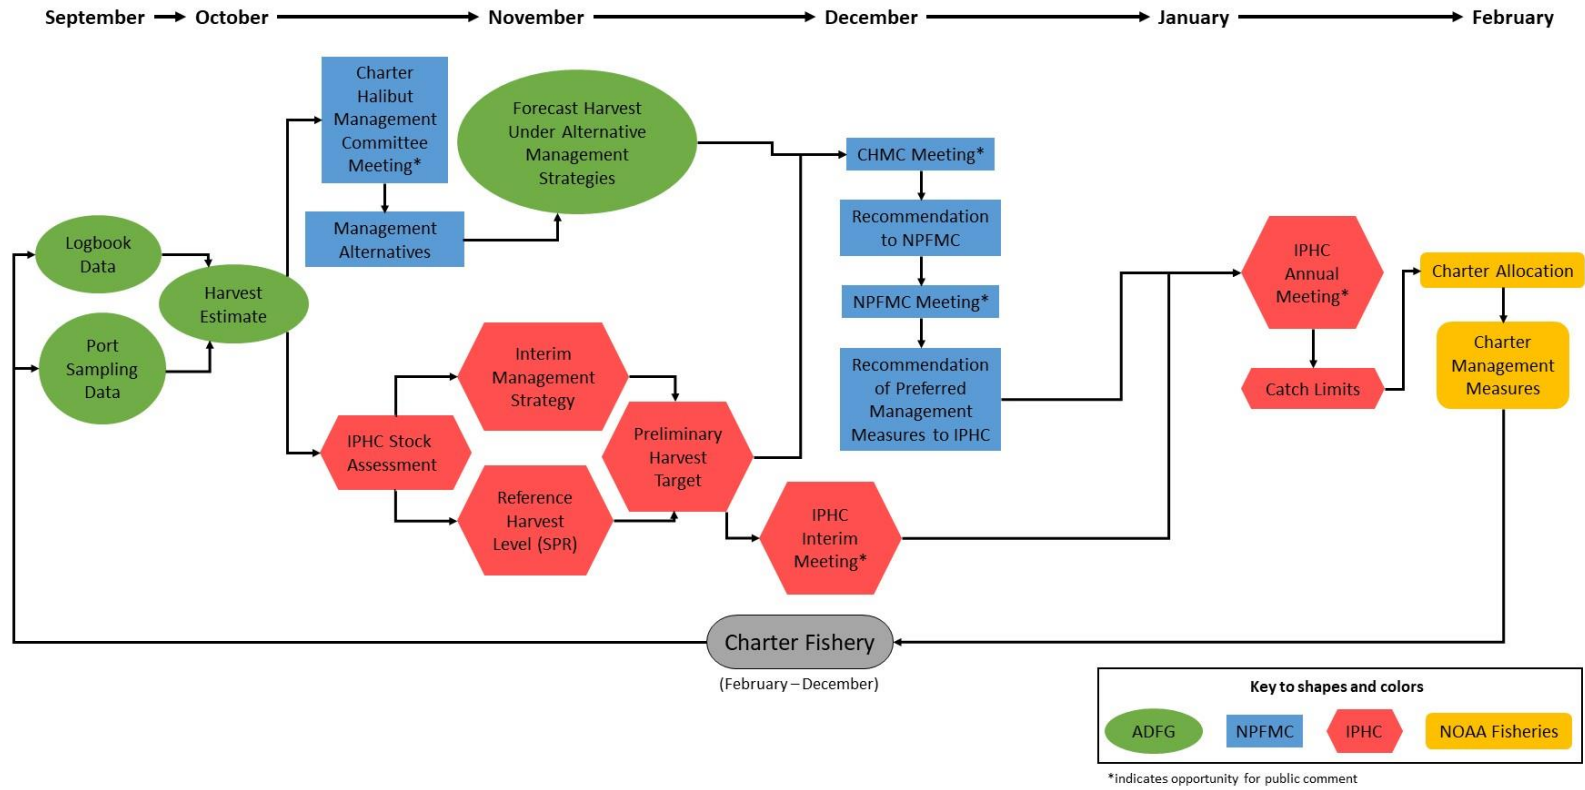 September
October
November
December
January
February
Charter
Halibut
Management
Committee
Meeting*
Management
Alternatives
Forecast Harvest
Under Alternative
Management
Strategies
Logbook
Data
Port
Sampling
Data
Harvest
Estimate
IPHC Stock
Assessment
Interim
Management
Strategy
Reference
Harvest
Level (SPR)
Preliminary
Harvest
Target
IPHC
Interim
Meeting*
CHMC Meeting*
Recommendation
to NPFMC
NPFMC Meeting*
Recommendation
of Preferred
Management
Measures to IPHC
IPHC
Annual
Meeting*
Catch Limits
Charter Allocation
Charter
Management
Measures
Charter Fishery
(February – December)
Key to shapes and colors
ADFG
NPFMC
IPHC
NOAA Fisheries
*indicates opportunity for public comment